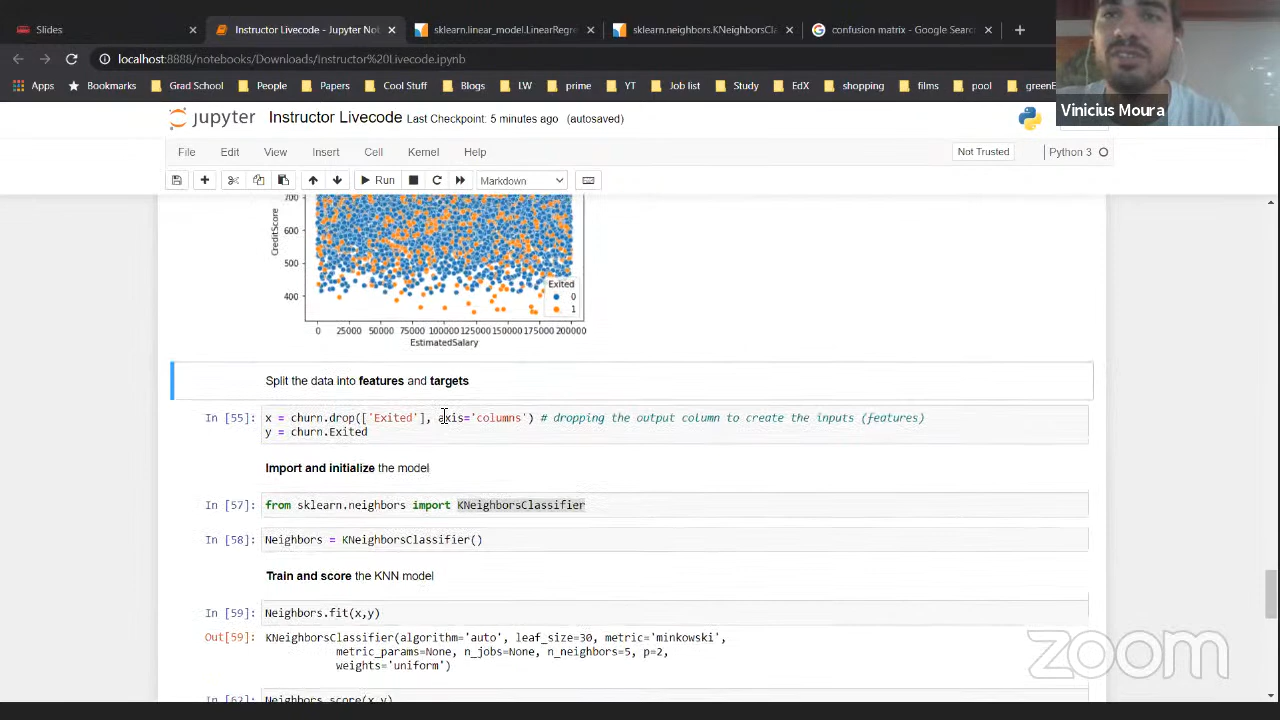 Slides
Instructor Livecode - Jupyter Not
sklearn.linear_model.LinearRegre
sklearn.neighbors.KNeighborsCla
confusion matrix - Google Searc
localhost:8888/notebooks/Downloads/Instructor%20Livecode.ipynb
Apps Bookmarks Grad School People Papers Cool Stuff Blogs LW prime YT Job list Study EdX shopping films pool greenE
Vinicius Moura
jupyter Instructor Livecode Last Checkpoint: 5 minutes ago (autosaved)
File Edit View Insert Cell Kernel Help Not Trusted Python 3
Run Markdown
700
600
500
400
CreditScore
Exited
0
1
0 25000 50000 75000 100000 125000 150000 175000 200000
EstimatedSalary
Split the data into features and targets
In [55]: x = churn.drop(['Exited'], axis='columns') # dropping the output column to create the inputs (features)
y = churn.Exited
Import and initialize the model
In [57]: from sklearn.neighbors import KNeighborsClassifier
In [58]: Neighbors = KNeighborsClassifier()
Train and score the KNN model
In [59]: Neighbors.fit(x,y)
Out[59]: KNeighborsClassifier(algorithm='auto', leaf_size=30, metric='minkowski',
metric_params=None, n_jobs=None, n_neighbors=5, p=2,
weights='uniform')
In [62]: Neighbors.score(x,y)
zoom